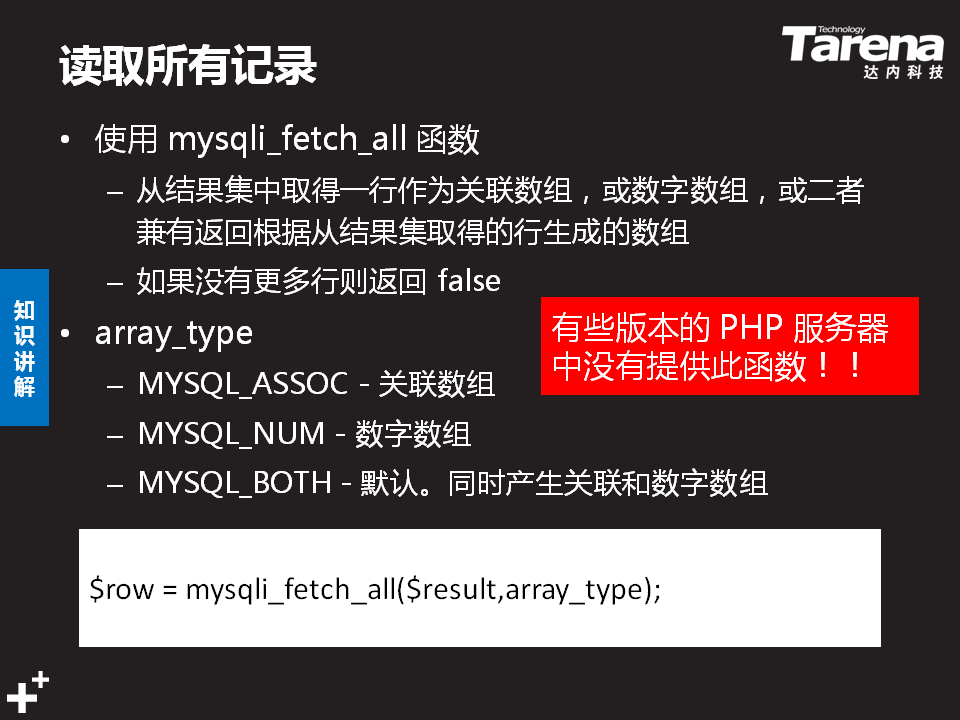 读取所有记录
Technology
Tarena
达内科技
• 使用 mysqli_fetch_all 函数
– 从结果集中取得一行作为关联数组，或数字数组，或二者
兼有返回根据从结果集取得的行生成的数组
– 如果没有更多行则返回 false
知识讲解
有些版本的 PHP 服务器
中没有提供此函数！！
• array_type
– MYSQL_ASSOC - 关联数组
– MYSQL_NUM - 数字数组
– MYSQL_BOTH - 默认。同时产生关联和数字数组
$row = mysqli_fetch_all($result,array_type);